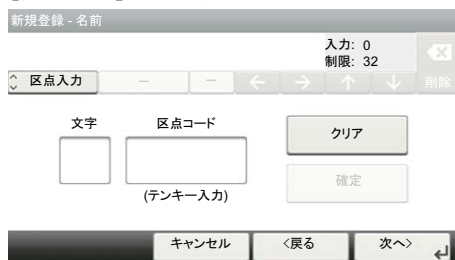 新規登録 - 名前
入力: 0
制限: 32
区点入力
削除
文字 区点コード
クリア
確定
(テンキー入力)
キャンセル <戻る 次へ>